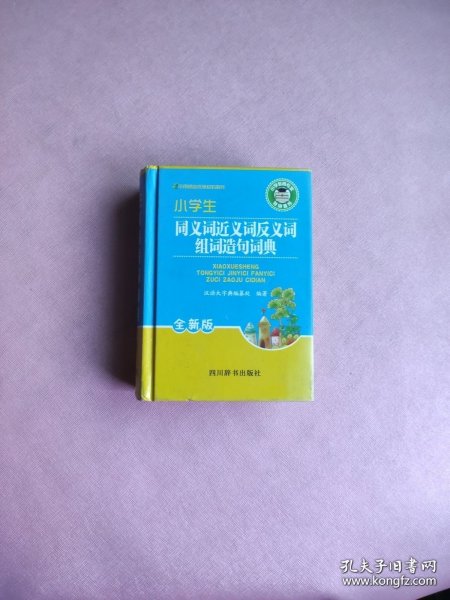 小学生
同义词近义词反义词
组词造句词典
XIAOXUESHENG
TONGYICI JINYICI FANYICI
ZUCI ZAOJU CIDIAN
汉语大字典编纂处 编著
全新版
四川辞书出版社
孔夫子旧书网
www.kongfz.com